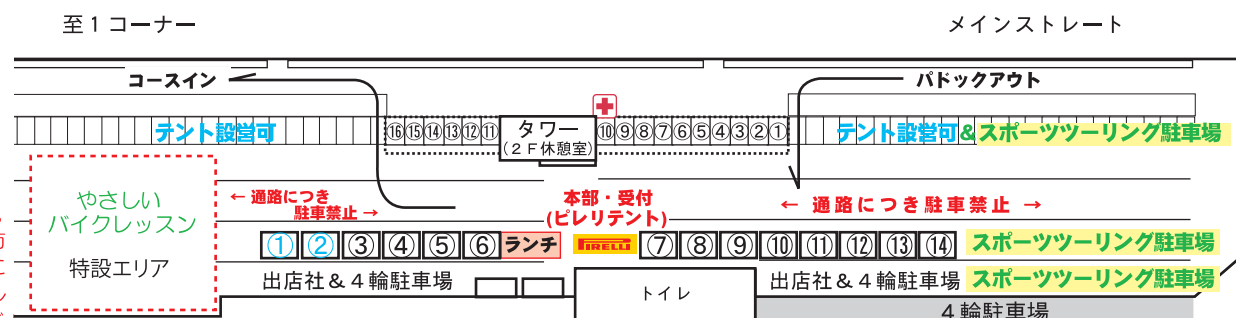 至1コーナー
メインストレート
コースイン
パドックアウト
テント設営可
⑯⑮⑭⑬⑫⑪
タワー
(2F休憩室)
⑩⑨⑧⑦⑥⑤④③②①
テント設営可&スポーツツーリング駐車場
やさしい
バイクレッスン
特設エリア
← 通路につき
駐車禁止 →
本部・受付
(ピレリテント)
← 通路につき駐車禁止 →
①②③④⑤⑥ランチ
PIRELLI
⑦⑧⑨⑩⑪⑫⑬⑭
スポーツツーリング駐車場
出店社&4輪駐車場
トイレ
出店社&4輪駐車場
スポーツツーリング駐車場
4輪駐車場